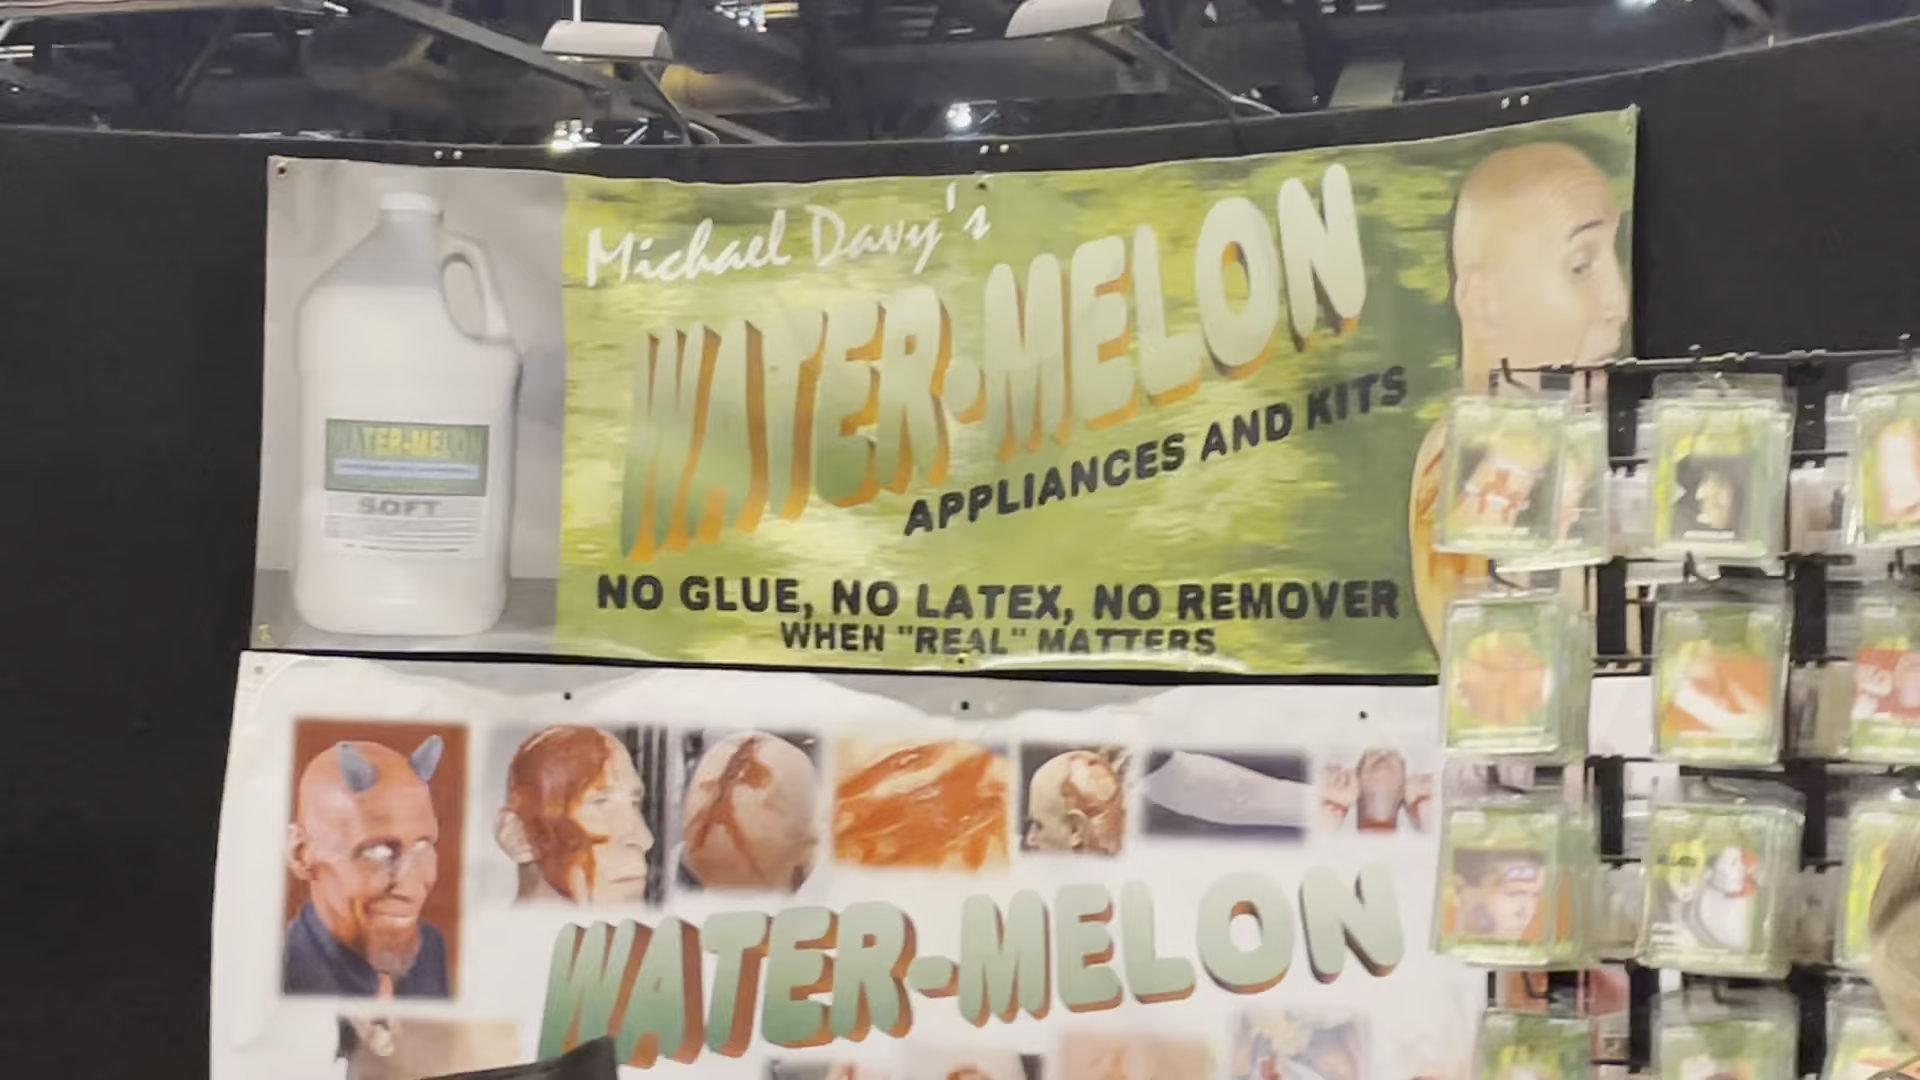 Michael Davy's
WATER-MELON
APPLIANCES AND KITS
NO GLUE, NO LATEX, NO REMOVER
WHEN "REAL" MATTERS
WATER-MELON
SOFT
WATER-MELON